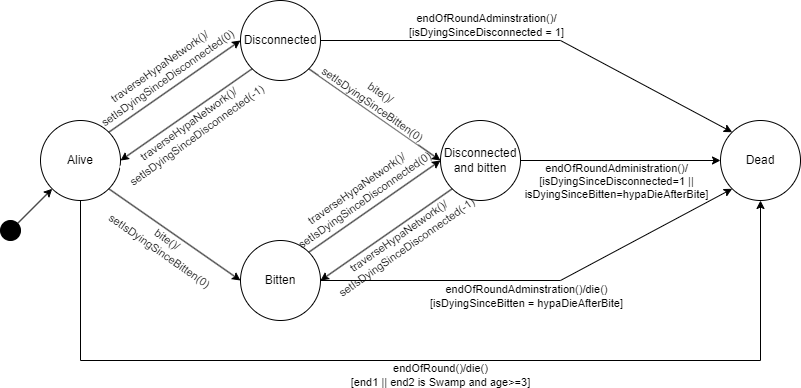 endOfRoundAdminstration()/
[isDyingSinceDisconnected = 1]
Disconnected
traverseHypaNetwork()/
setIsDyingSinceDisconnected(0)
traverseHypaNetwork()/
setIsDyingSinceDisconnected(-1)
bite()/
setIsDyingSinceBitten(0)
Alive
Disconnected
and bitten
endOfRoundAdministration()/
[isDyingSinceDisconnected=1 ||
isDyingSinceBitten=hypaDieAfterBite]
Dead
bite()/
setIsDyingSinceBitten(0)
traverseHypaNetwork()/
setIsDyingSinceDisconnected(0)
traverseHypaNetwork()/
setIsDyingSinceDisconnected(-1)
Bitten
endOfRoundAdminstration()/die()
[isDyingSinceBitten = hypaDieAfterBite]
endOfRound()/die()
[end1 || end2 is Swamp and age>=3]